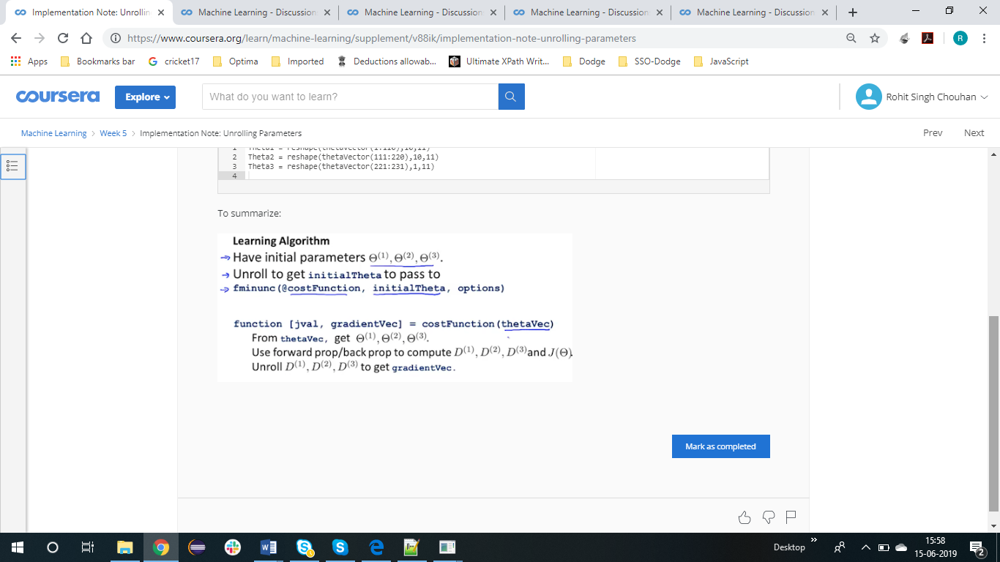 Implementation Note: Unrollin
Machine Learning - Discussion
Machine Learning - Discussion
Machine Learning - Discussion
Machine Learning - Discussion
https://www.coursera.org/learn/machine-learning/supplement/v88ik/implementation-note-unrolling-parameters
R
Apps Bookmarks bar cricket17 Optima Imported Deductions allowab... Ultimate XPath Writ... Dodge SSO-Dodge JavaScript
coursera
Explore
What do you want to learn?
Rohit Singh Chouhan
Machine Learning > Week 5 > Implementation Note: Unrolling Parameters
Prev Next
1 Theta1 = reshape(thetaVector(1:110),10,11)
2 Theta2 = reshape(thetaVector(111:220),10,11)
3 Theta3 = reshape(thetaVector(221:231),1,11)
4
To summarize:
Learning Algorithm
→ Have initial parameters Θ⁽¹⁾, Θ⁽²⁾, Θ⁽³⁾.
→ Unroll to get initialTheta to pass to
→ fminunc(@costFunction, initialTheta, options)
function [jval, gradientVec] = costFunction(thetaVec)
From thetaVec, get Θ⁽¹⁾, Θ⁽²⁾, Θ⁽³⁾.
Use forward prop/back prop to compute D⁽¹⁾, D⁽²⁾, D⁽³⁾ and J(Θ).
Unroll D⁽¹⁾, D⁽²⁾, D⁽³⁾ to get gradientVec.
Mark as completed
Desktop
15:58
15-06-2019
2